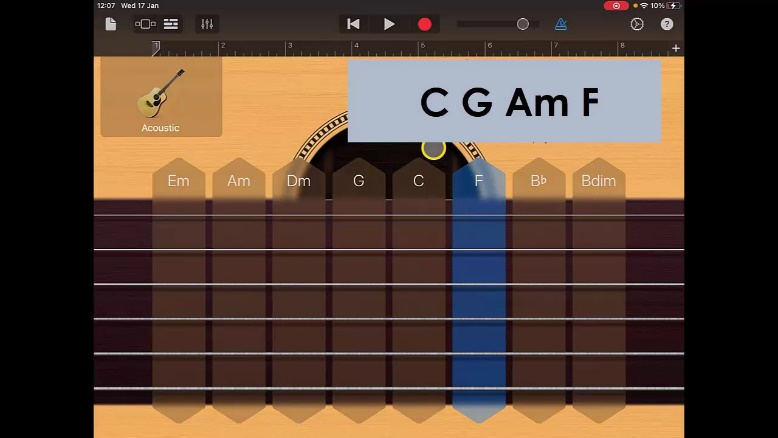 12:07 Wed 17 Jan 10%
1 2 3 4 5 6 7 8 +
C G Am F
Acoustic
Em Am Dm G C F B♭ Bdim